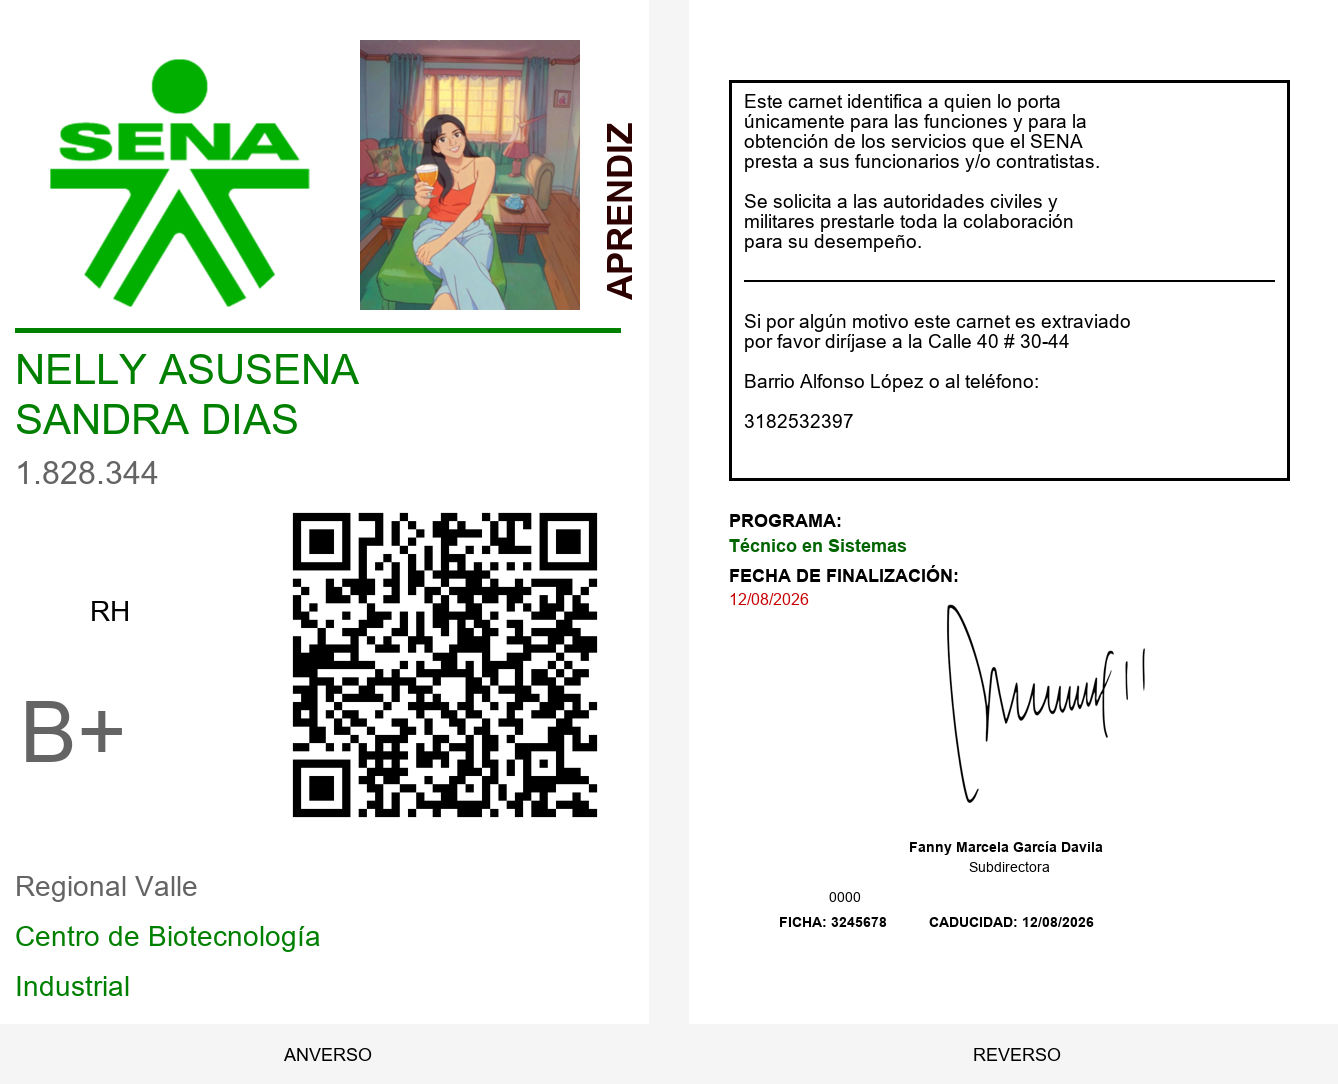 SENA
APRENDIZ
NELLY ASUSENA
SANDRA DIAS
1.828.344
RH
B+
Regional Valle
Centro de Biotecnología
Industrial
ANVERSO
Este carnet identifica a quien lo porta
únicamente para las funciones y para la
obtención de los servicios que el SENA
presta a sus funcionarios y/o contratistas.
Se solicita a las autoridades civiles y
militares prestarle toda la colaboración
para su desempeño.
Si por algún motivo este carnet es extraviado
por favor diríjase a la Calle 40 # 30-44
Barrio Alfonso López o al teléfono:
3182532397
PROGRAMA:
Técnico en Sistemas
FECHA DE FINALIZACIÓN:
12/08/2026
Fanny Marcela García Davila
Subdirectora
0000
FICHA: 3245678 CADUCIDAD: 12/08/2026
REVERSO